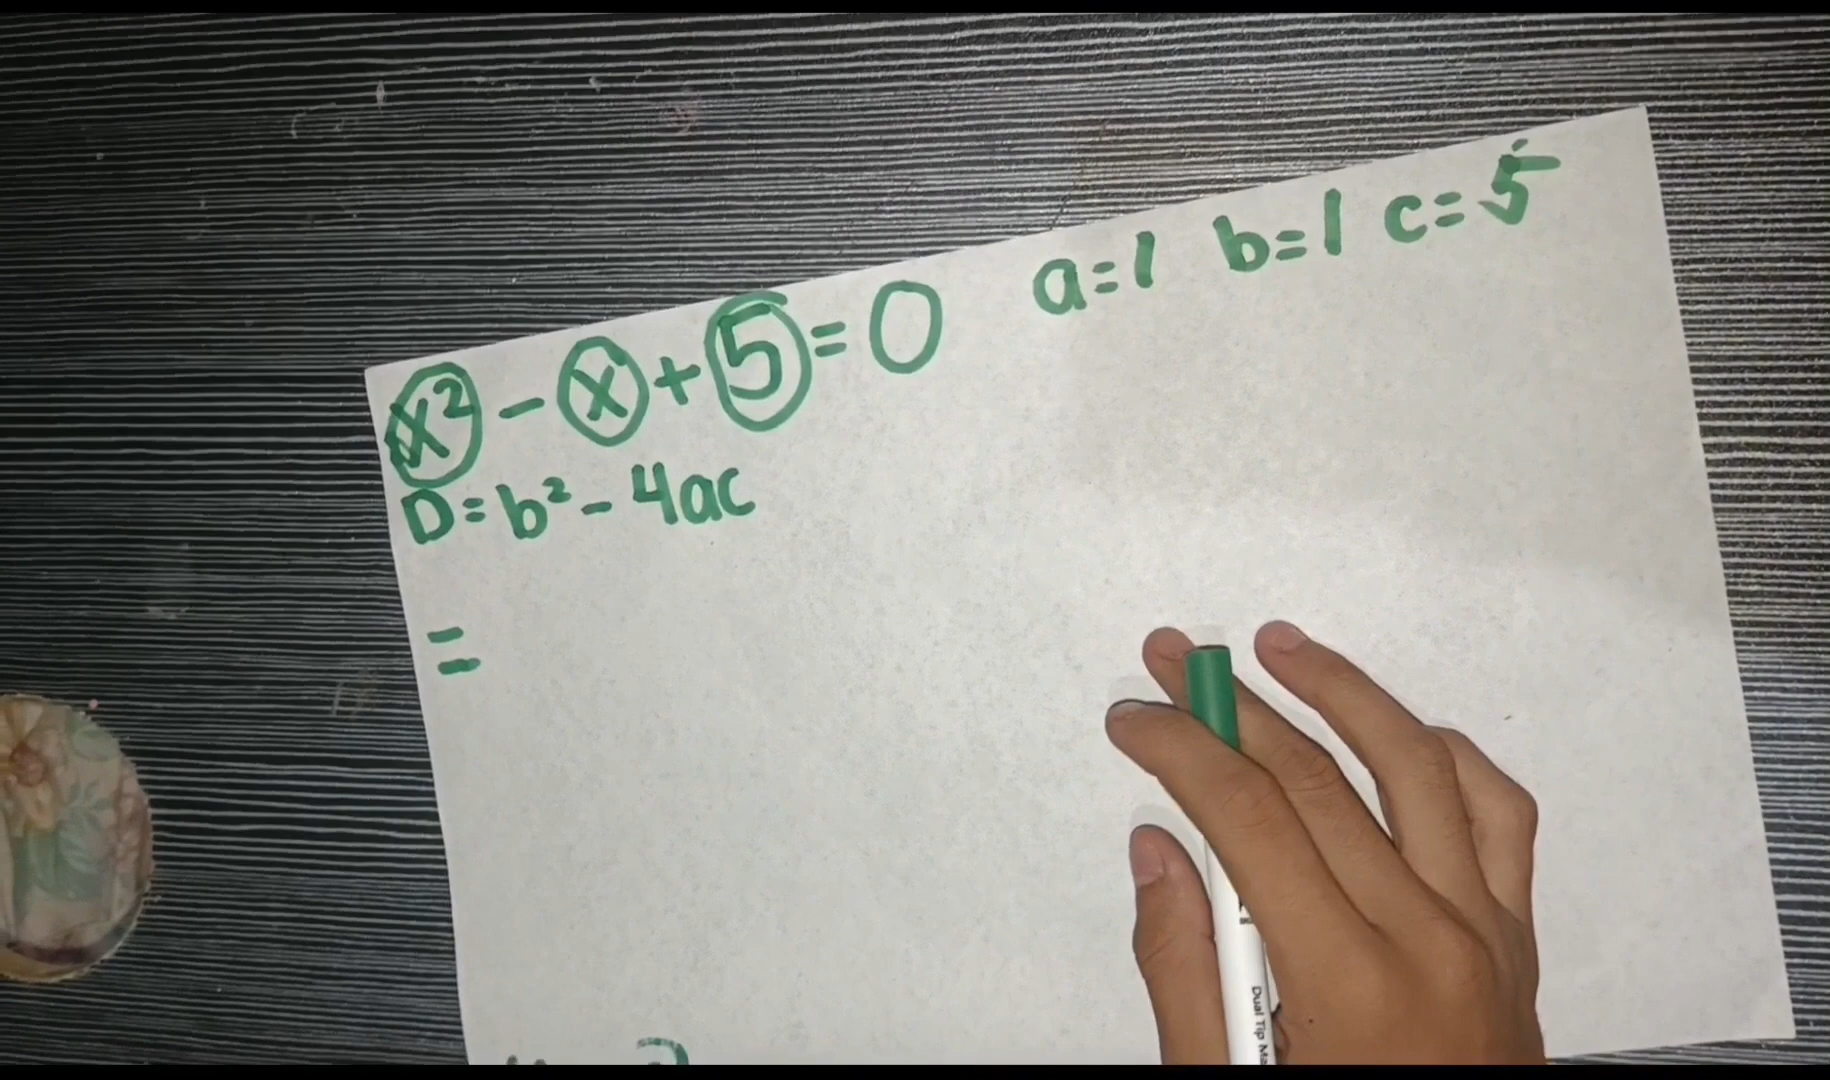 a=1 b=1 c=5
x²-x+5=0
D=b²-4ac
=
Dual Tip